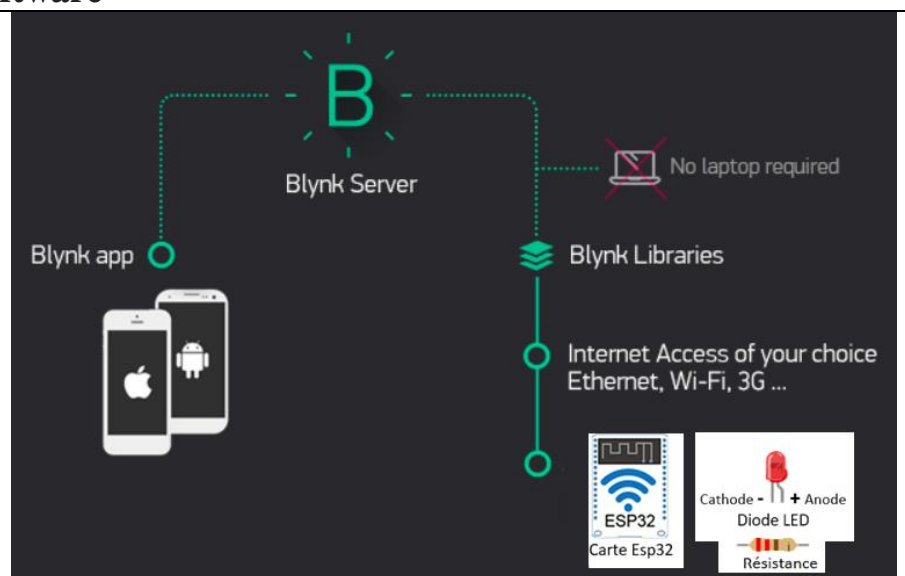 B
Blynk Server
No laptop required
Blynk app
Blynk Libraries
Internet Access of your choice
Ethernet, Wi-Fi, 3G ...
ESP32
Carte Esp32
Cathode - + Anode
Diode LED
Résistance